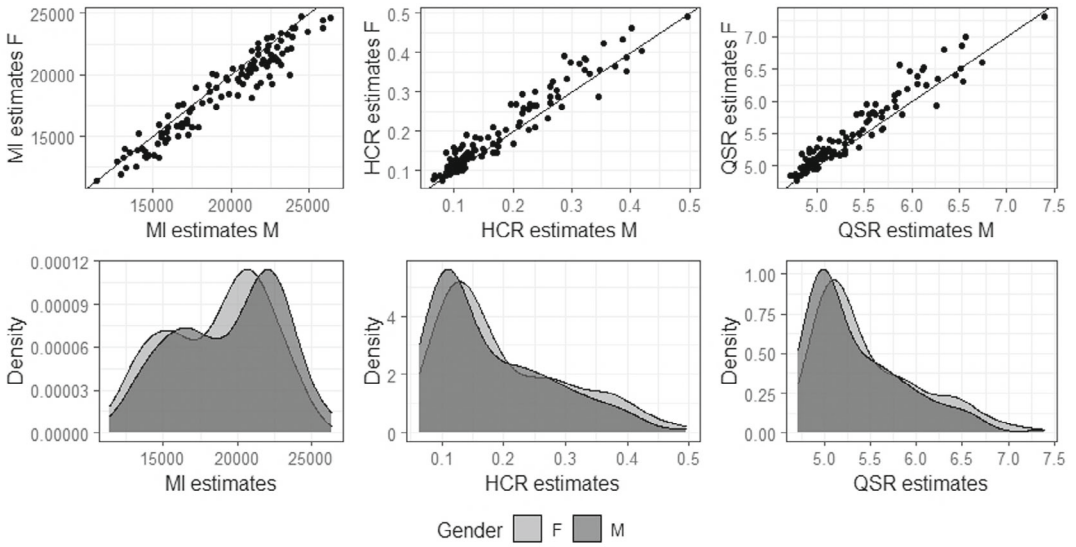 MI estimates F
25000
20000
15000
15000 20000 25000
MI estimates M
HCR estimates F
0.5
0.4
0.3
0.2
0.1
0.1 0.2 0.3 0.4 0.5
HCR estimates M
QSR estimates F
7.0
6.5
6.0
5.5
5.0
5.0 5.5 6.0 6.5 7.0 7.5
QSR estimates M
Density
0.00012
0.00009
0.00006
0.00003
0.00000
15000 20000 25000
MI estimates
Density
4
2
0
0.1 0.2 0.3 0.4 0.5
HCR estimates
Density
1.00
0.75
0.50
0.25
0.00
5.0 5.5 6.0 6.5 7.0 7.5
QSR estimates
Gender F M